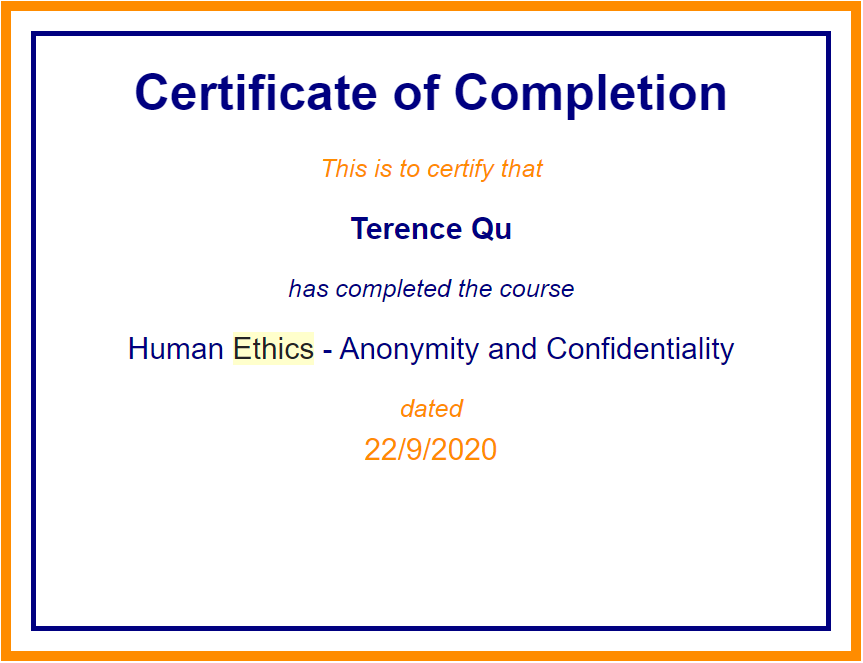 Certificate of Completion
This is to certify that
Terence Qu
has completed the course
Human Ethics - Anonymity and Confidentiality
dated
22/9/2020